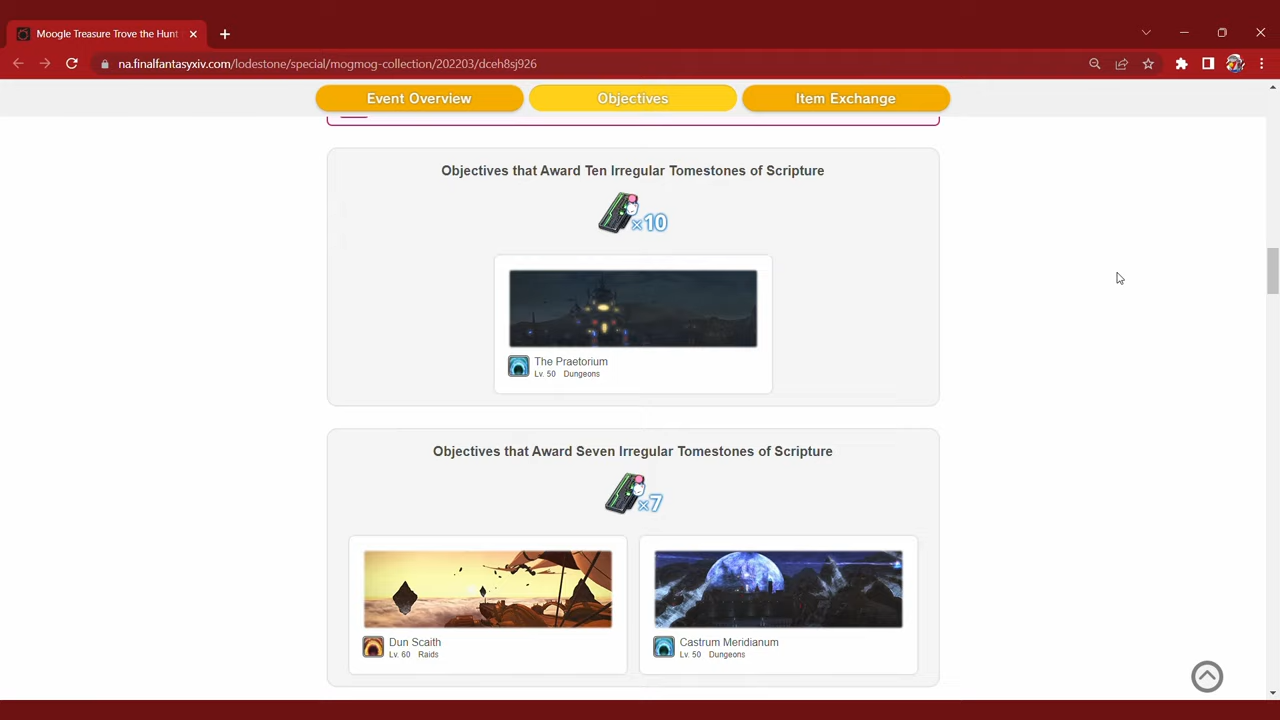 Moogle Treasure Trove the Hunt
na.finalfantasyxiv.com/lodestone/special/mogmog-collection/202203/dceh8sj926
Event Overview
Objectives
Item Exchange
Objectives that Award Ten Irregular Tomestones of Scripture
×10
The Praetorium
Lv. 50 Dungeons
Objectives that Award Seven Irregular Tomestones of Scripture
×7
Dun Scaith
Lv. 60 Raids
Castrum Meridianum
Lv. 50 Dungeons